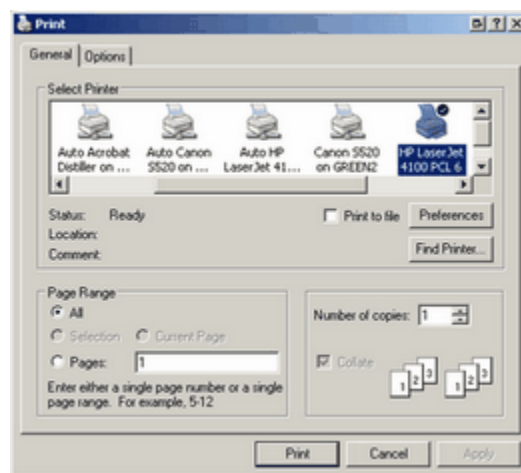 Print
General Options
Select Printer
Auto Acrobat Distiller on ...
Auto Canon S520 on ...
Auto HP LaserJet 41...
Canon S520 on GREEN2
HP LaserJet 4100 PCL 6
Status: Ready
Print to file
Preferences
Location:
Comment:
Find Printer...
Page Range
All
Selection Current Page
Pages: 1
Enter either a single page number or a single
page range. For example, 5-12
Number of copies: 1
Collate
1 2 3 1 2 3
Print Cancel Apply